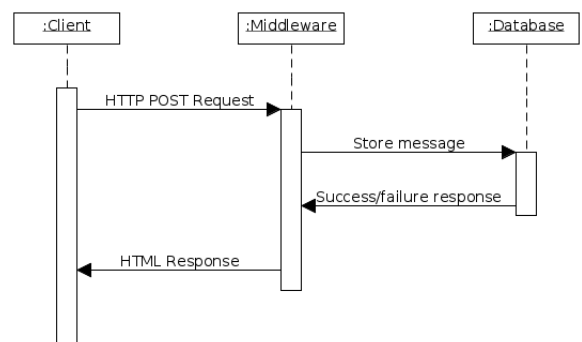 :Client
:Middleware
:Database
HTTP POST Request
Store message
Success/failure response
HTML Response